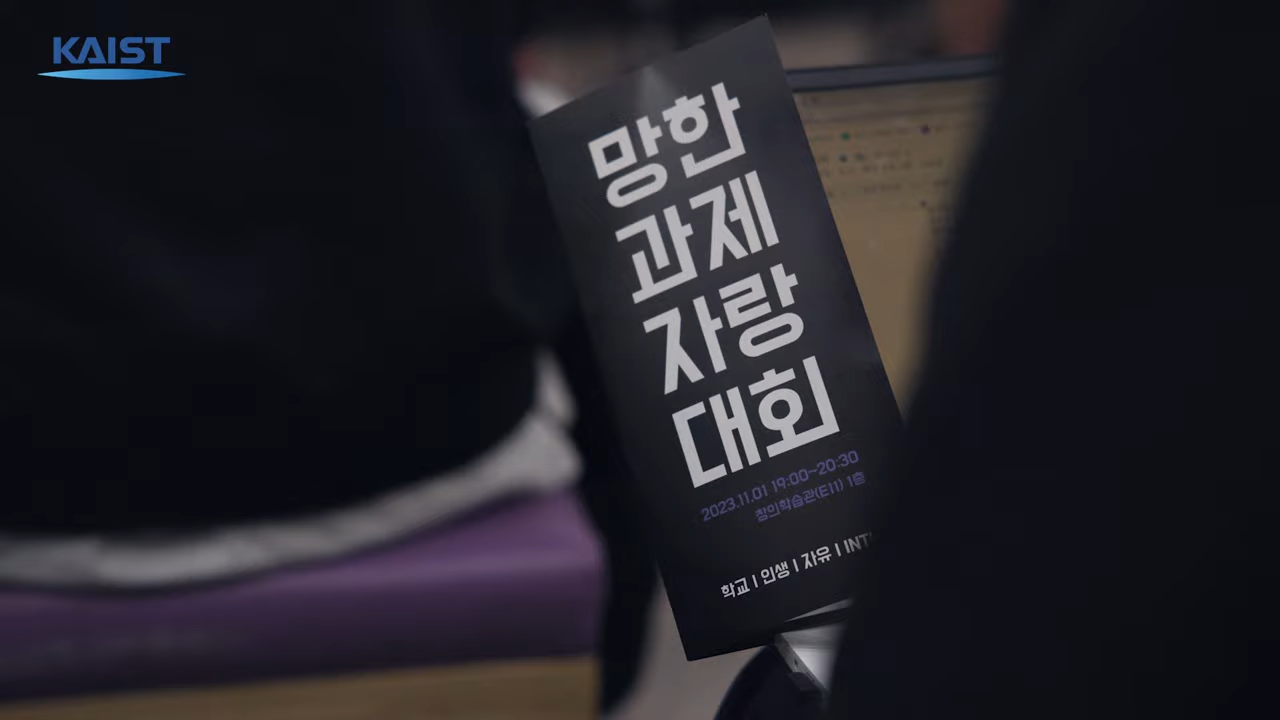 KAIST
망한
과제
자랑
대회
2023.11.01 19:00~20:30
창의학습관(E11) 1층
학교 | 인생 | 자유 |